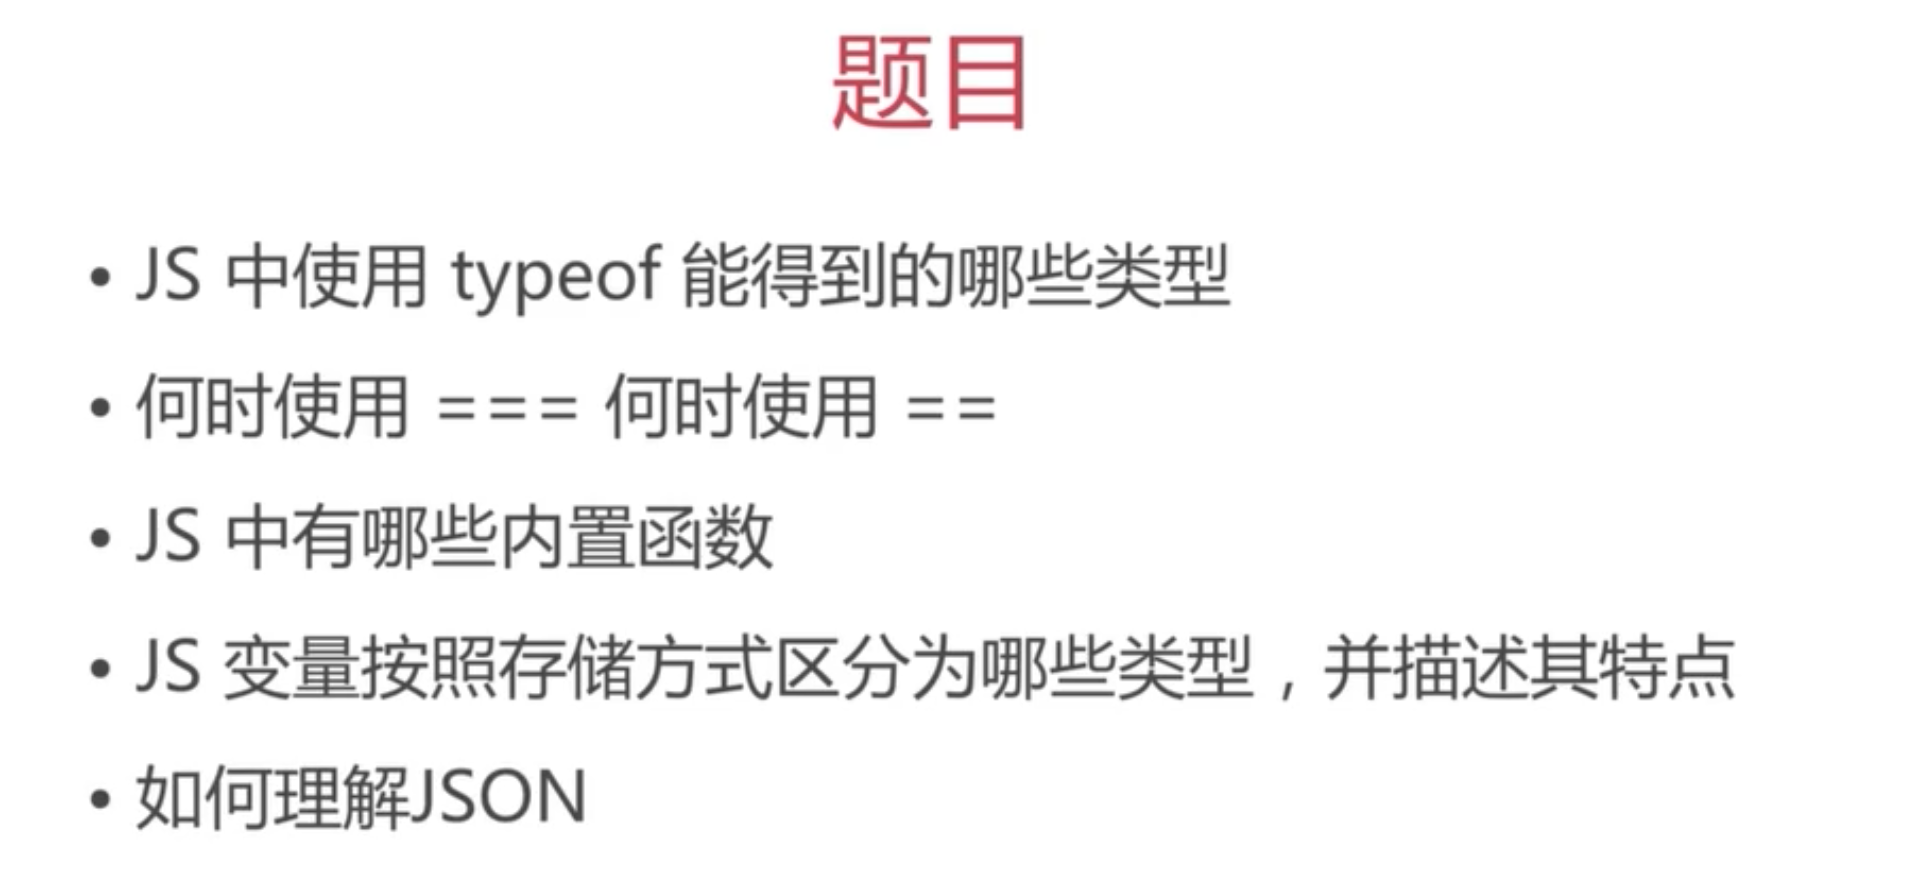 题目
• JS 中使用 typeof 能得到的哪些类型
• 何时使用 === 何时使用 ==
• JS 中有哪些内置函数
• JS 变量按照存储方式区分为哪些类型，并描述其特点
• 如何理解JSON